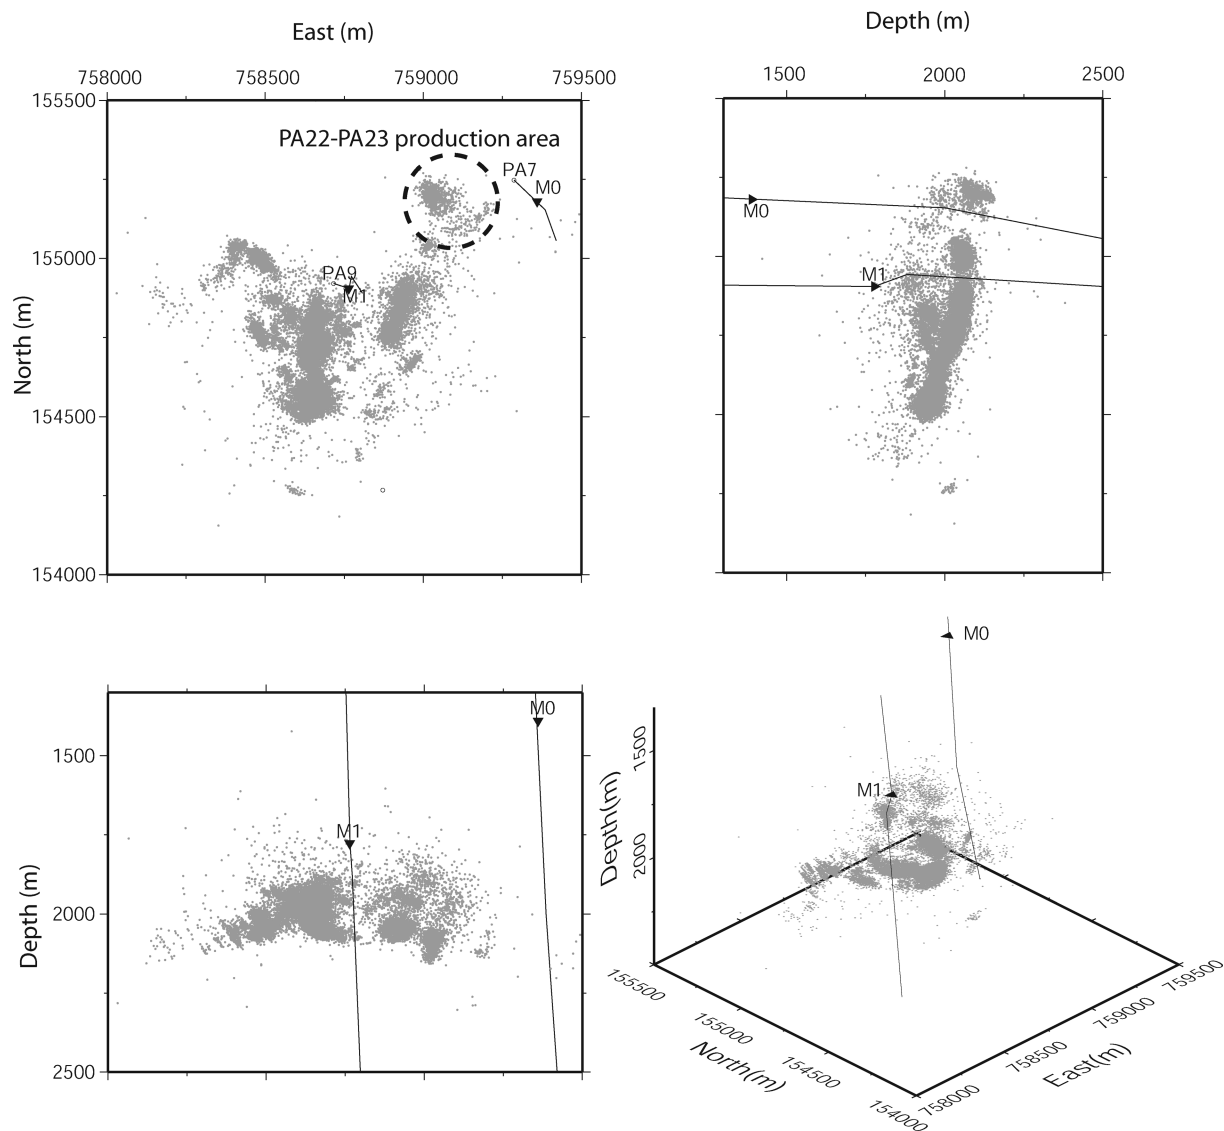 East (m)
758000 758500 759000 759500
155500
155000
154500
154000
North (m)
PA22-PA23 production area
PA7
M0
PA9
M1
Depth (m)
1500 2000 2500
M0
M1
Depth (m)
1500
2000
2500
M0
M1
M0
M1
Depth(m)
1500
2000
155500
155000
154500
154000
North(m)
758000
758500
759000
759500
East(m)